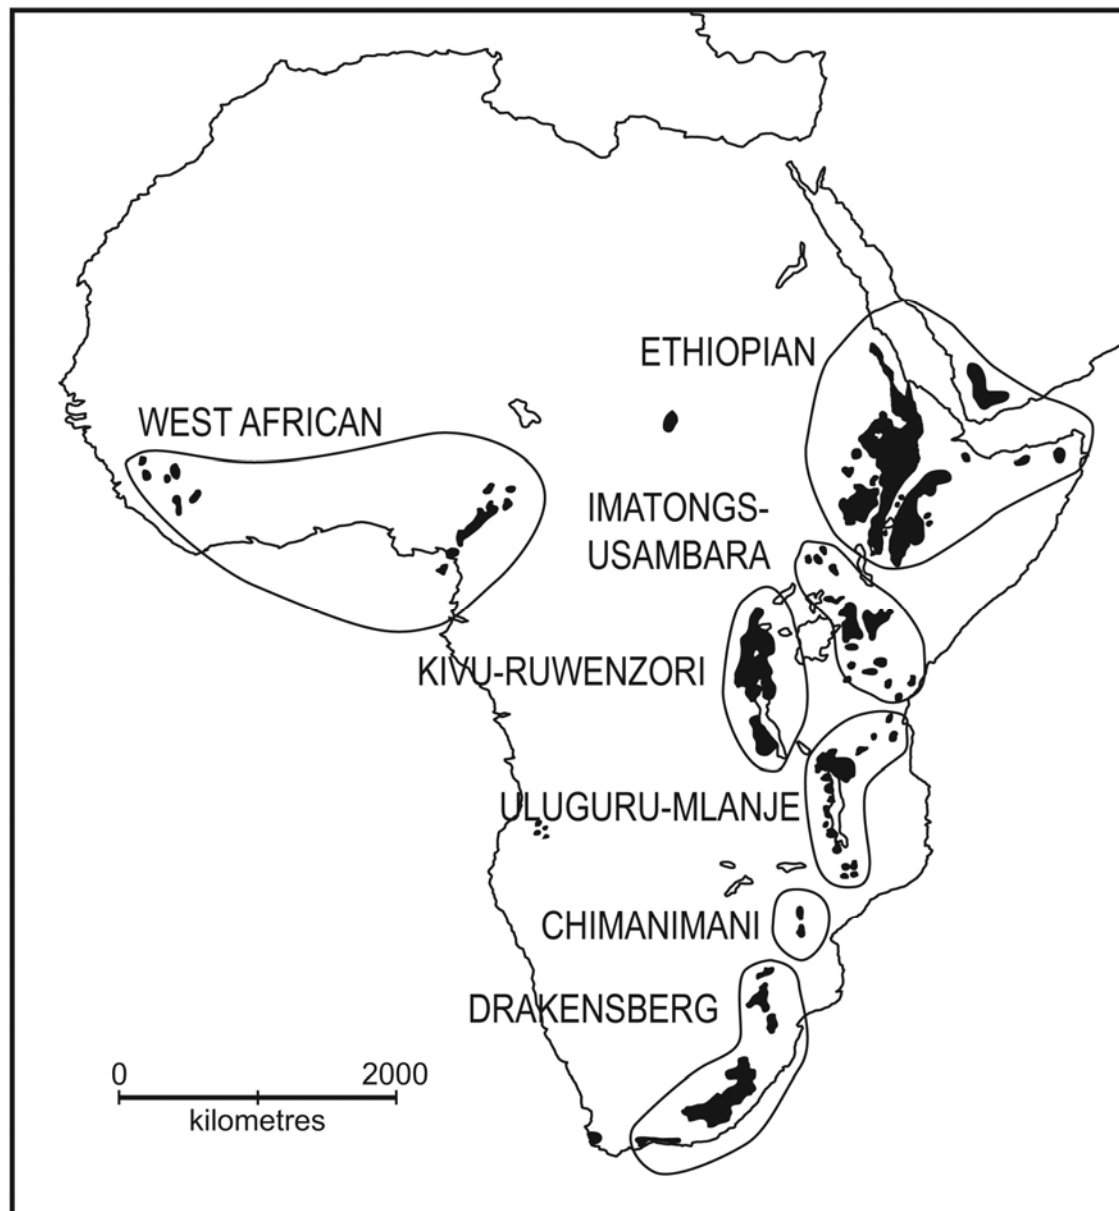 ETHIOPIAN
WEST AFRICAN
IMATONGS-
USAMBARA
KIVU-RUWENZORI
ULUGURU-MLANJE
CHIMANIMANI
DRAKENSBERG
0 2000
kilometres